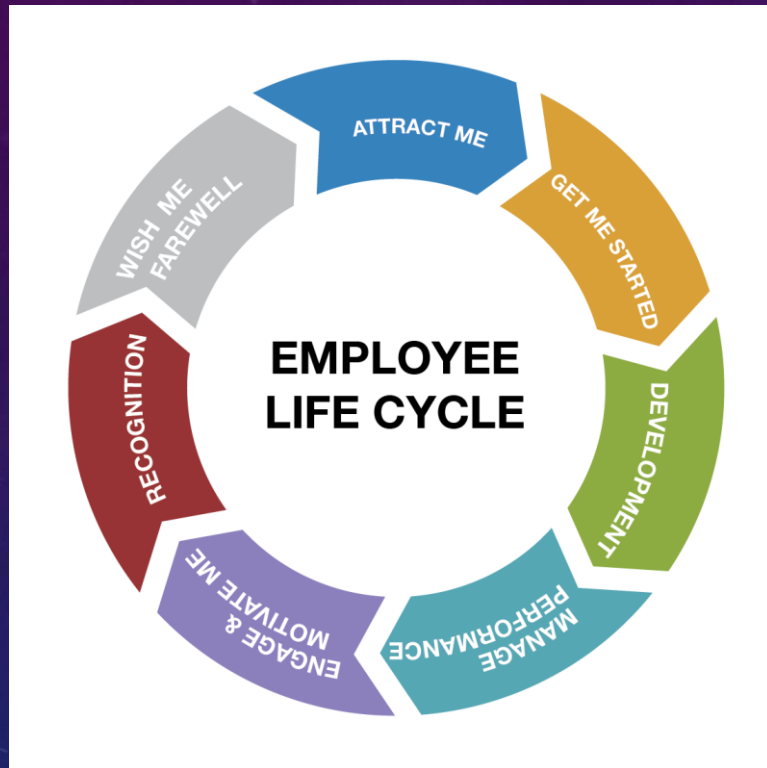 EMPLOYEE
LIFE CYCLE
ATTRACT ME
GET ME STARTED
DEVELOPMENT
MANAGE
PERFORMANCE
ENGAGE &
MOTIVATE ME
RECOGNITION
WISH ME
FAREWELL